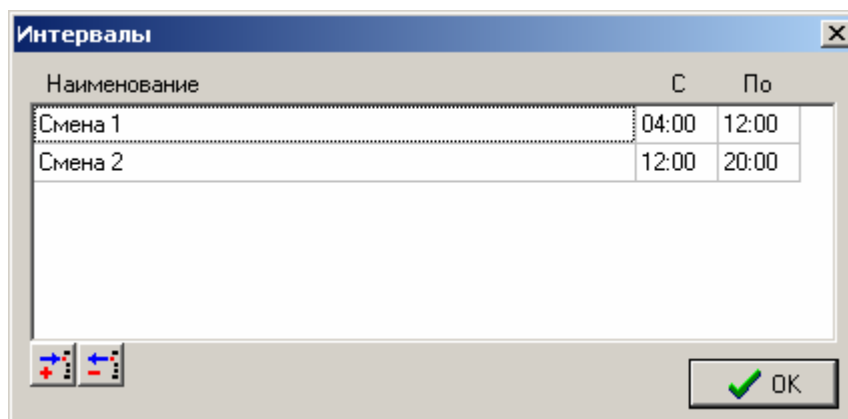 Интервалы
Наименование С По
Смена 1 04:00 12:00
Смена 2 12:00 20:00
OK